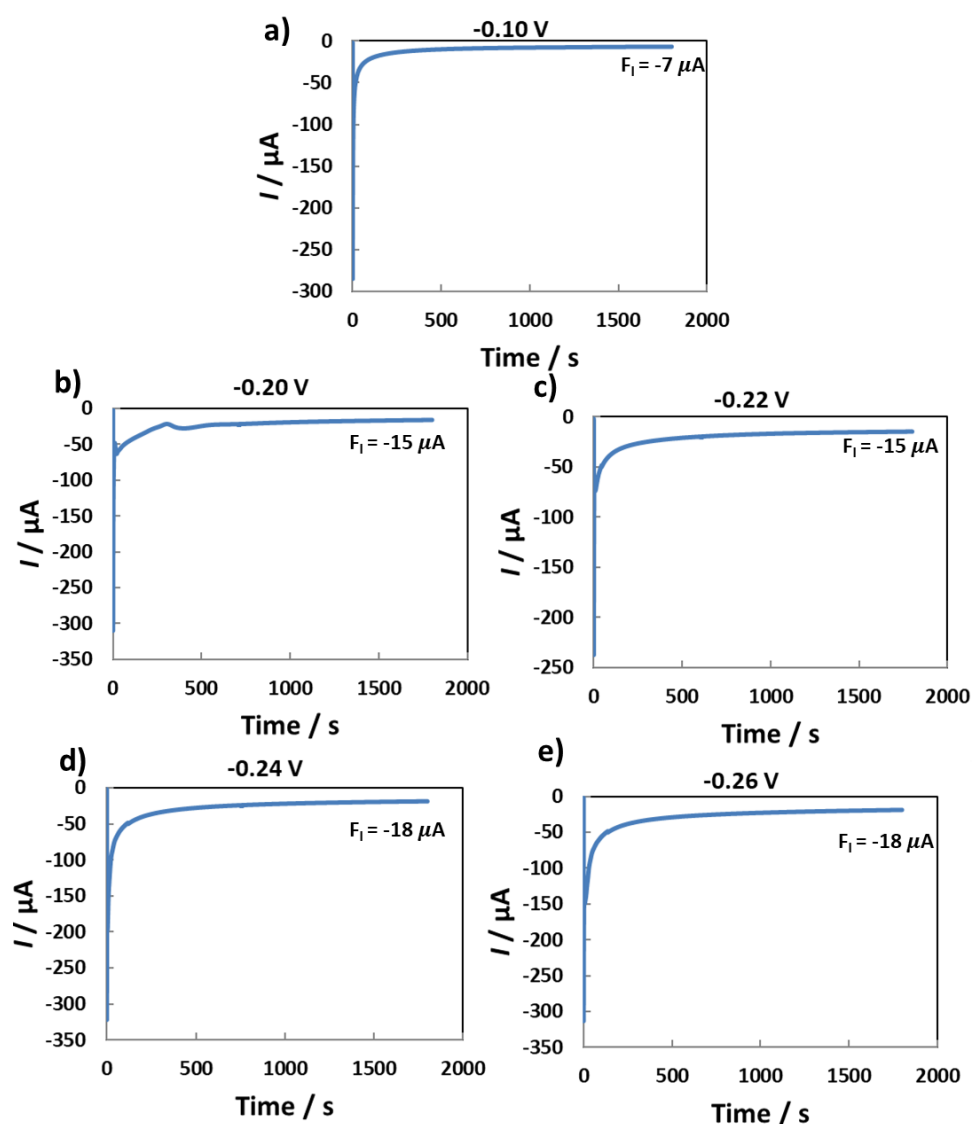 a)
-0.10 V
0
-50
-100
-150
-200
-250
-300
I / µA
F_I = -7 µA
0 500 1000 1500 2000
Time / s
b)
-0.20 V
0
-50
-100
-150
-200
-250
-300
-350
I / µA
F_I = -15 µA
0 500 1000 1500 2000
Time / s
c)
-0.22 V
0
-50
-100
-150
-200
-250
I / µA
F_I = -15 µA
0 500 1000 1500 2000
Time / s
d)
-0.24 V
0
-50
-100
-150
-200
-250
-300
-350
I / µA
F_I = -18 µA
0 500 1000 1500 2000
Time / s
e)
-0.26 V
0
-50
-100
-150
-200
-250
-300
-350
I / µA
F_I = -18 µA
0 500 1000 1500 2000
Time / s